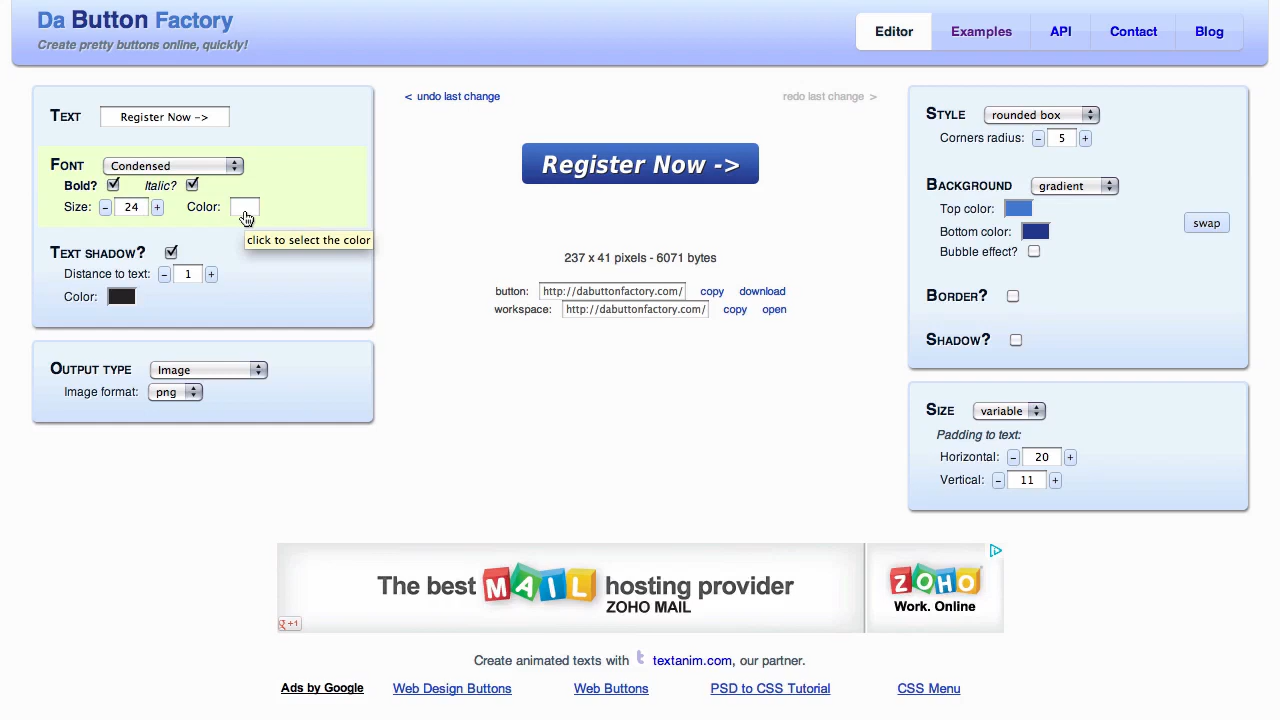 Da Button Factory
Create pretty buttons online, quickly!
Editor
Examples
API
Contact
Blog
TEXT
Register Now ->
FONT
Condensed
Bold?
Italic?
Size: - 24 +
Color:
click to select the color
TEXT SHADOW?
Distance to text: - 1 +
Color:
OUTPUT TYPE
Image
Image format:
png
< undo last change
redo last change >
Register Now ->
237 x 41 pixels - 6071 bytes
button: http://dabuttonfactory.com/ copy download
workspace: http://dabuttonfactory.com/ copy open
STYLE
rounded box
Corners radius: - 5 +
BACKGROUND
gradient
Top color:
Bottom color:
swap
Bubble effect?
BORDER?
SHADOW?
SIZE
variable
Padding to text:
Horizontal: - 20 +
Vertical: - 11 +
The best MAIL hosting provider
ZOHO MAIL
g +1
ZOHO
Work. Online
Create animated texts with t textanim.com, our partner.
Ads by Google
Web Design Buttons
Web Buttons
PSD to CSS Tutorial
CSS Menu